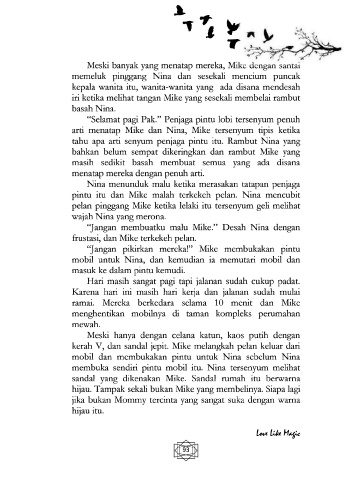 Meski banyak yang menatap mereka, Mike dengan santai
memeluk pinggang Nina dan sesekali mencium puncak
kepala wanita itu, wanita-wanita yang ada disana mendesah
iri ketika melihat tangan Mike yang sesekali membelai rambut
basah Nina.
"Selamat pagi Pak." Penjaga pintu lobi tersenyum penuh
arti menatap Mike dan Nina, Mike tersenyum tipis ketika
tahu apa arti senyum penjaga pintu itu. Rambut Nina yang
bahkan belum sempat dikeringkan dan rambut Mike yang
masih sedikit basah membuat semua yang ada disana
menatap mereka dengan penuh arti.
Nina menunduk malu ketika merasakan tatapan penjaga
pintu itu dan Mike malah terkekeh pelan. Nina mencubit
pelan pinggang Mike ketika lelaki itu tersenyum geli melihat
wajah Nina yang merona.
"Jangan membuatku malu Mike." Desah Nina dengan
frustasi, dan Mike terkekeh pelan.
"Jangan pikirkan mereka!" Mike membukakan pintu
mobil untuk Nina, dan kemudian ia memutari mobil dan
masuk ke dalam pintu kemudi.
Hari masih sangat pagi tapi jalanan sudah cukup padat.
Karena hari ini masih hari kerja dan jalanan sudah mulai
ramai. Mereka berkedara selama 10 menit dan Mike
menghentikan mobilnya di taman kompleks perumahan
mewah.
Meski hanya dengan celana katun, kaos putih dengan
kerah V, dan sandal jepit. Mike melangkah pelan keluar dari
mobil dan membukakan pintu untuk Nina sebelum Nina
membuka sendiri pintu mobil itu. Nina tersenyum melihat
sandal yang dikenakan Mike. Sandal rumah itu berwarna
hijau. Tampak sekali bukan Mike yang membelinya. Siapa lagi
jika bukan Mommy tercinta yang sangat suka dengan warna
hijau itu.
Love Like Magic
93